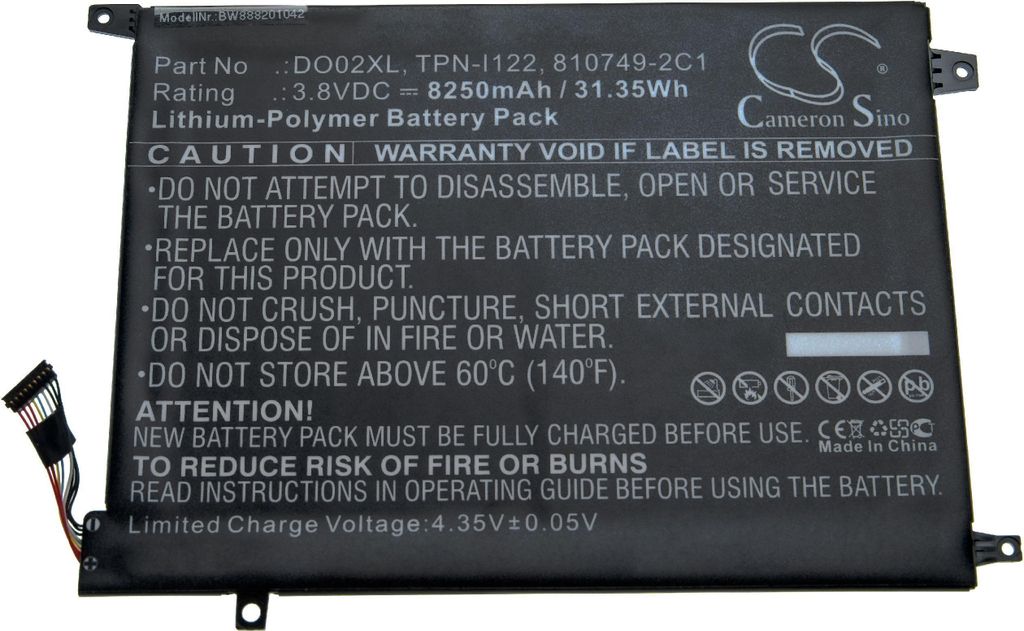 ModellNr.:BW888201042
Part No .: DO02XL, TPN-I122, 810749-2C1
Rating .: 3.8VDC ⎓ 8250mAh / 31.35Wh
Lithium-Polymer Battery Pack
CS®
Cameron Sino
CAUTION WARRANTY VOID IF LABEL IS REMOVED
•DO NOT ATTEMPT TO DISASSEMBLE, OPEN OR SERVICE
THE BATTERY PACK.
•REPLACE ONLY WITH THE BATTERY PACK DESIGNATED
FOR THIS PRODUCT.
•DO NOT CRUSH, PUNCTURE, SHORT EXTERNAL CONTACTS
OR DISPOSE OF IN FIRE OR WATER.
•DO NOT STORE ABOVE 60°C (140°F).
Pb
ATTENTION!
NEW BATTERY PACK MUST BE FULLY CHARGED BEFORE USE.
CE
Made In China
TO REDUCE RISK OF FIRE OR BURNS
READ INSTRUCTIONS IN OPERATING GUIDE BEFORE USING THE BATTERY.
Limited Charge Voltage:4.35V±0.05V